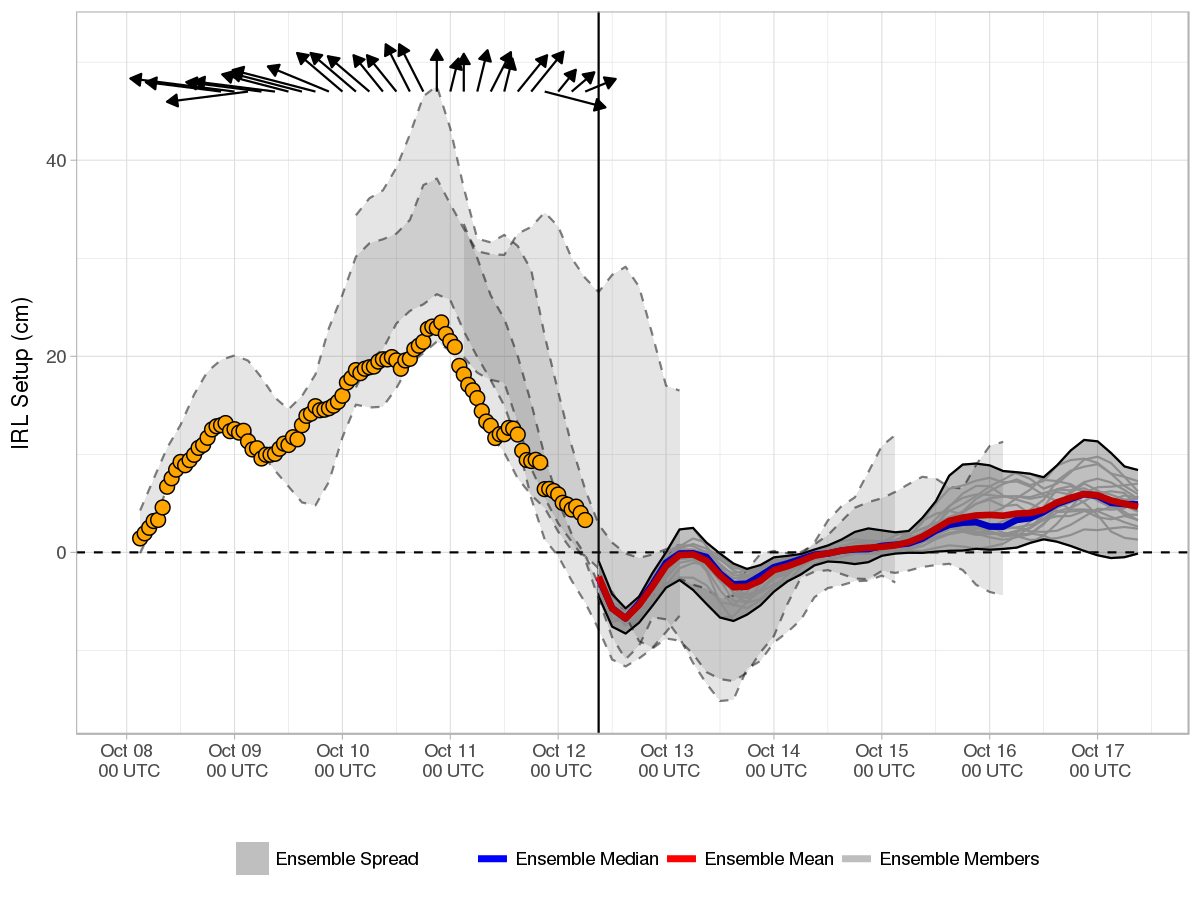 IRL Setup (cm)
40
20
0
Oct 08
00 UTC
Oct 09
00 UTC
Oct 10
00 UTC
Oct 11
00 UTC
Oct 12
00 UTC
Oct 13
00 UTC
Oct 14
00 UTC
Oct 15
00 UTC
Oct 16
00 UTC
Oct 17
00 UTC
Ensemble Spread
Ensemble Median
Ensemble Mean
Ensemble Members